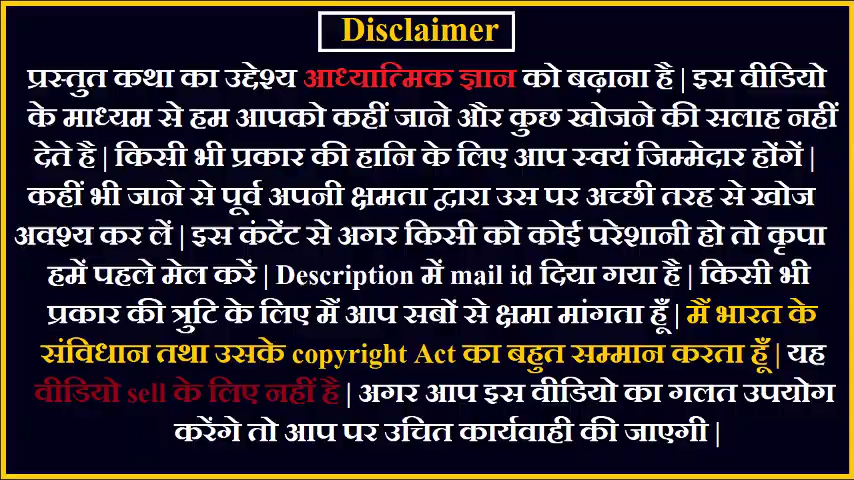 Disclaimer
प्रस्तुत कथा का उद्देश्य आध्यात्मिक ज्ञान को बढ़ाना है | इस वीडियो
के माध्यम से हम आपको कहीं जाने और कुछ खोजने की सलाह नहीं
देते है | किसी भी प्रकार की हानि के लिए आप स्वयं जिम्मेदार होंगें |
कहीं भी जाने से पूर्व अपनी क्षमता द्वारा उस पर अच्छी तरह से खोज
अवश्य कर लें | इस कंटेंट से अगर किसी को कोई परेशानी हो तो कृपा
हमें पहले मेल करें | Description में mail id दिया गया है | किसी भी
प्रकार की त्रुटि के लिए मैं आप सबों से क्षमा मांगता हूँ | मैं भारत के
संविधान तथा उसके copyright Act का बहुत सम्मान करता हूँ | यह
वीडियो sell के लिए नहीं है | अगर आप इस वीडियो का गलत उपयोग
करेंगे तो आप पर उचित कार्यवाही की जाएगी |